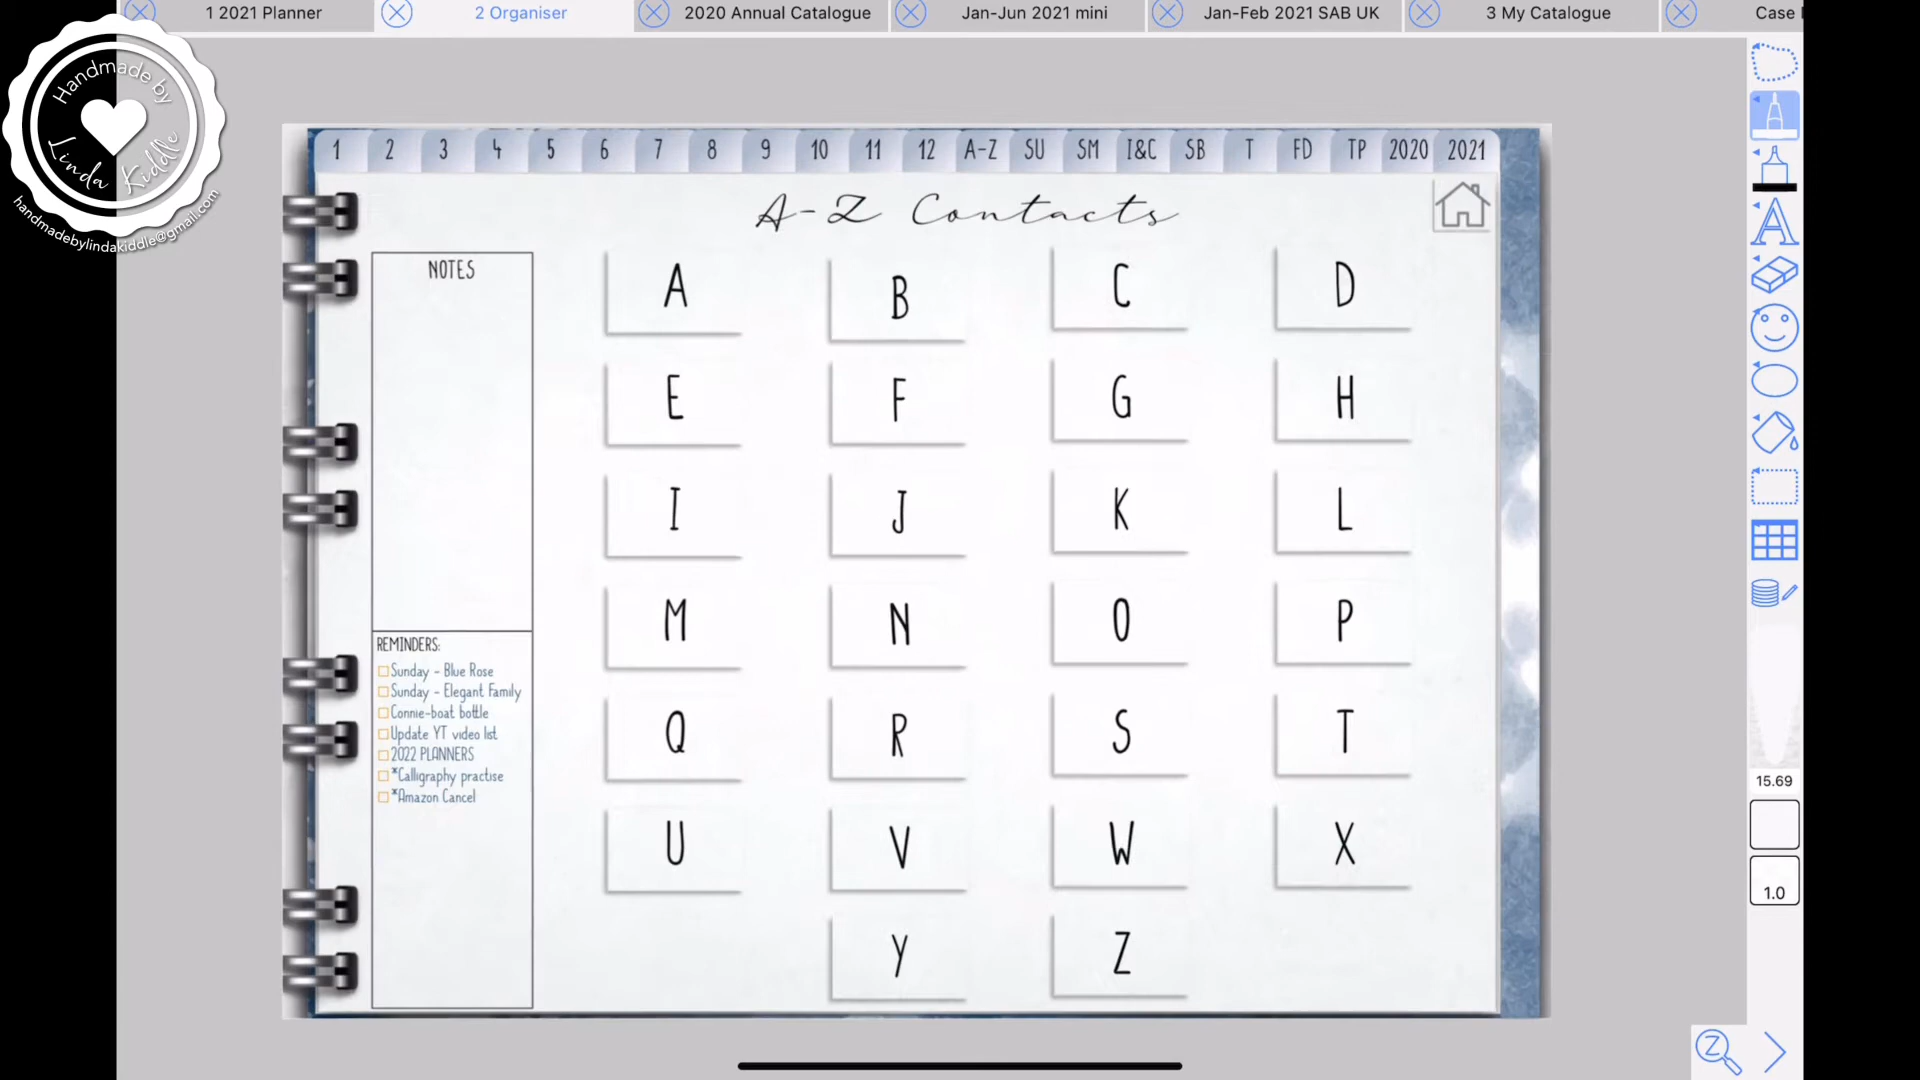 1 2021 Planner
2 Organiser
2020 Annual Catalogue
Jan-Jun 2021 mini
Jan-Feb 2021 SAB UK
3 My Catalogue
Case
Handmade by
Linda Kiddle
handmadebylindakiddle@gmail.com
1 2 3 4 5 6 7 8 9 10 11 12 A-Z SU SM I&C SB T FD TP 2020 2021
A-Z Contacts
NOTES
A B C D
E F G H
I J K L
M N O P
Q R S T
U V W X
Y Z
REMINDERS:
Sunday - Blue Rose
Sunday - Elegant Family
Connie-boat bottle
Update YT video list
2022 PLANNERS
*Calligraphy practise
*Amazon Cancel
A
15.69
1.0
Z